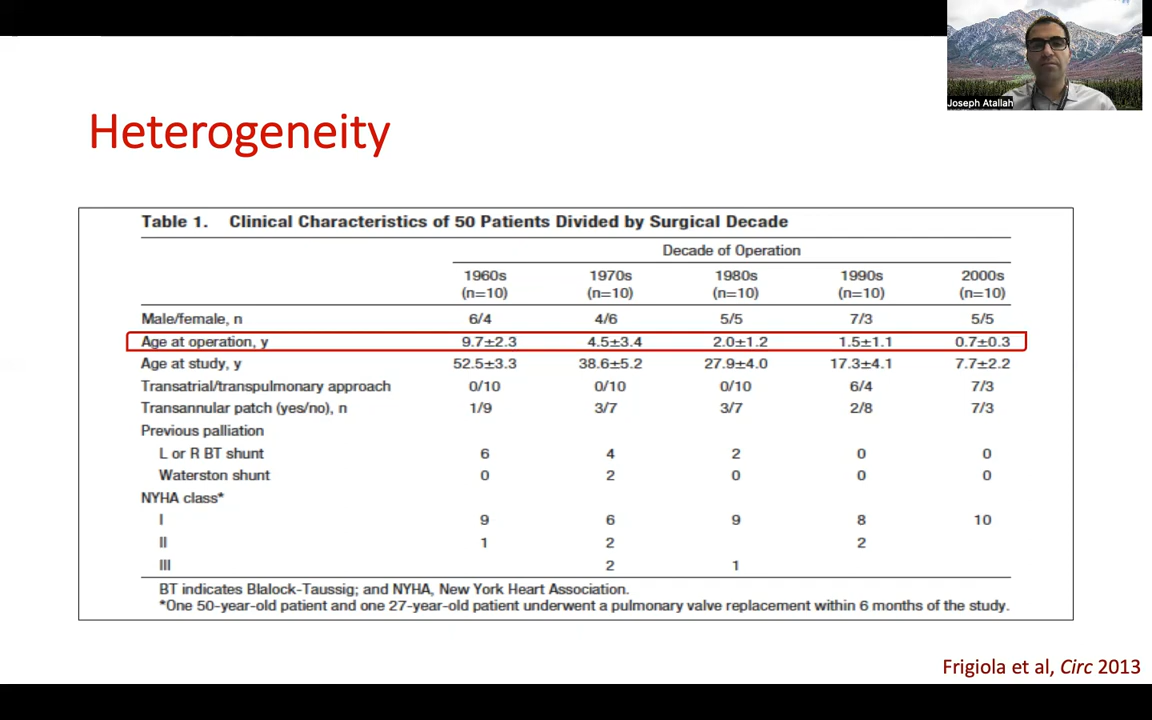 Joseph Atallah
Heterogeneity
Table 1. Clinical Characteristics of 50 Patients Divided by Surgical Decade
Decade of Operation
1960s 1970s 1980s 1990s 2000s
(n=10) (n=10) (n=10) (n=10) (n=10)
Male/female, n 6/4 4/6 5/5 7/3 5/5
Age at operation, y 9.7±2.3 4.5±3.4 2.0±1.2 1.5±1.1 0.7±0.3
Age at study, y 52.5±3.3 38.6±5.2 27.9±4.0 17.3±4.1 7.7±2.2
Transatrial/transpulmonary approach 0/10 0/10 0/10 6/4 7/3
Transannular patch (yes/no), n 1/9 3/7 3/7 2/8 7/3
Previous palliation
L or R BT shunt 6 4 2 0 0
Waterston shunt 0 2 0 0 0
NYHA class*
I 9 6 9 8 10
II 1 2 2
III 2 1
BT indicates Blalock-Taussig; and NYHA, New York Heart Association.
*One 50-year-old patient and one 27-year-old patient underwent a pulmonary valve replacement within 6 months of the study.
Frigiola et al, Circ 2013